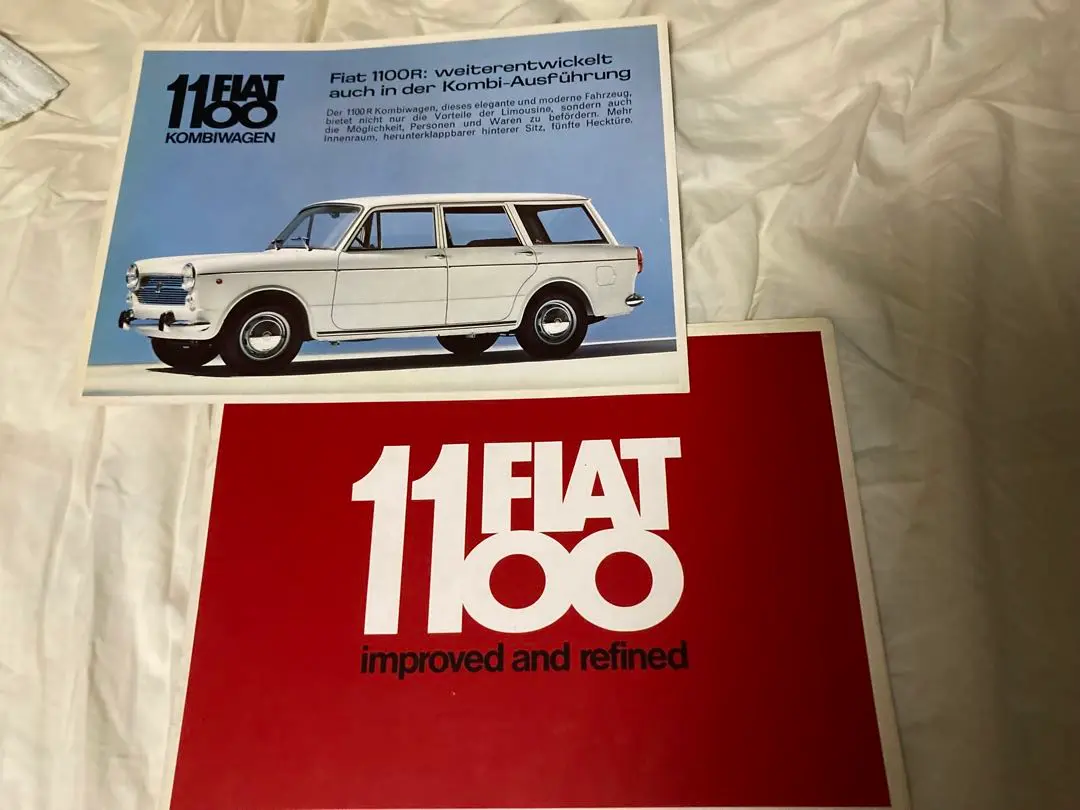 11 FIAT
00
KOMBIWAGEN
Fiat 1100R: weiterentwickelt
auch in der Kombi-Ausführung
Der 1100 R Kombiwagen, dieses elegante und moderne Fahrzeug,
bietet nicht nur die Vorteile der Limousine, sondern auch
die Möglichkeit, Personen und Waren zu befördern. Mehr
Innenraum, herunterklappbarer hinterer Sitz, fünfte Hecktüre.
11 FIAT
00
improved and refined